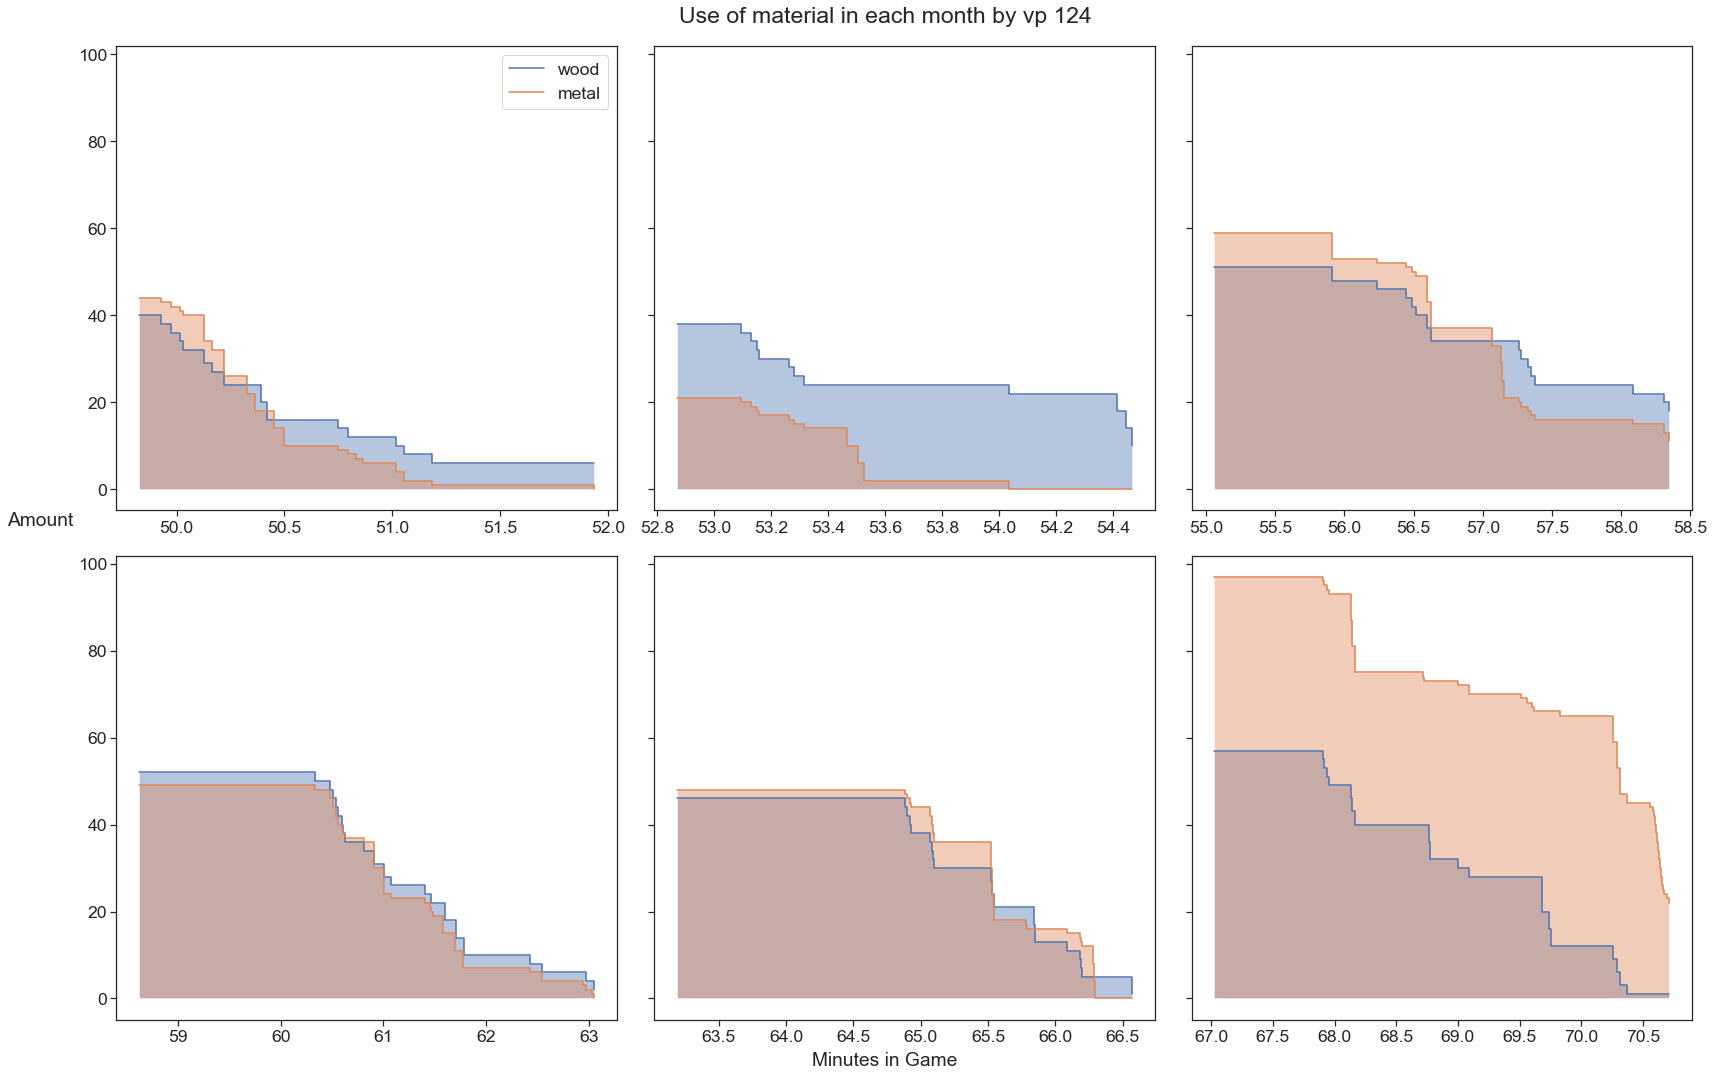 Use of material in each month by vp 124
100
80
60
40
20
0
wood
metal
50.0 50.5 51.0 51.5 52.0
52.8 53.0 53.2 53.4 53.6 53.8 54.0 54.2 54.4
55.0 55.5 56.0 56.5 57.0 57.5 58.0 58.5
Amount
100
80
60
40
20
0
59 60 61 62 63
63.5 64.0 64.5 65.0 65.5 66.0 66.5
67.0 67.5 68.0 68.5 69.0 69.5 70.0 70.5
Minutes in Game